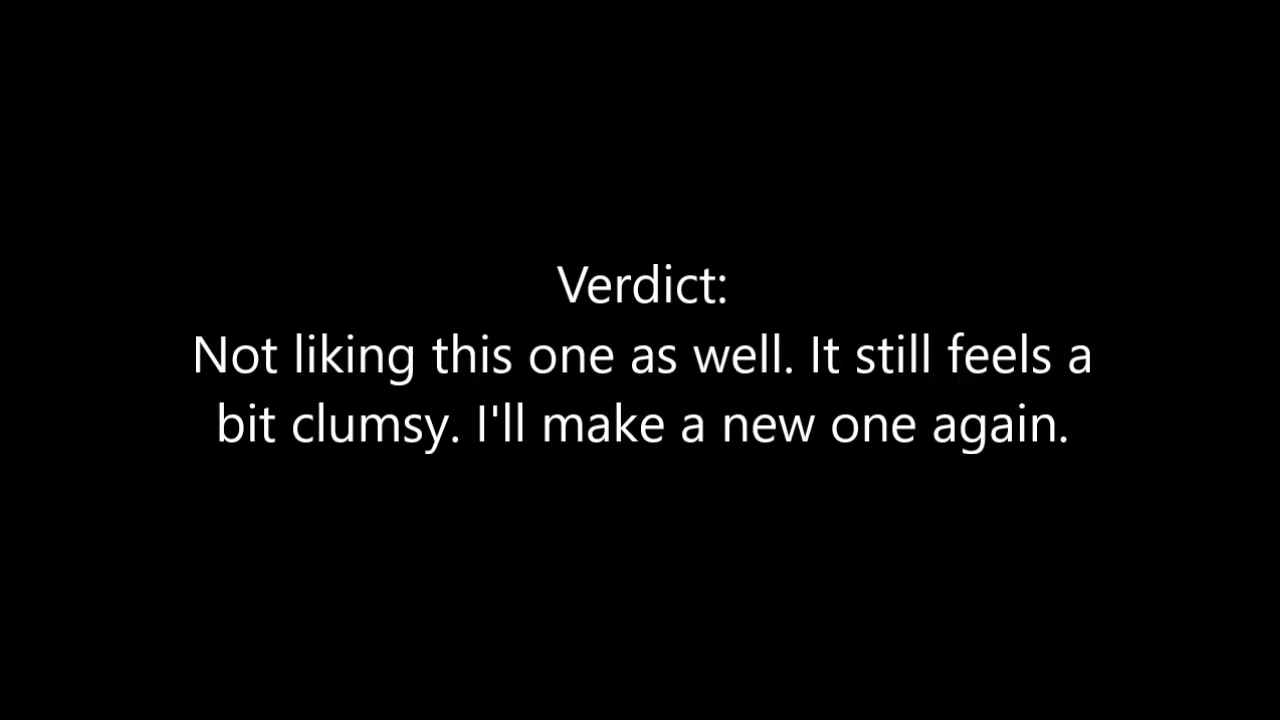 Verdict:
Not liking this one as well. It still feels a
bit clumsy. I'll make a new one again.